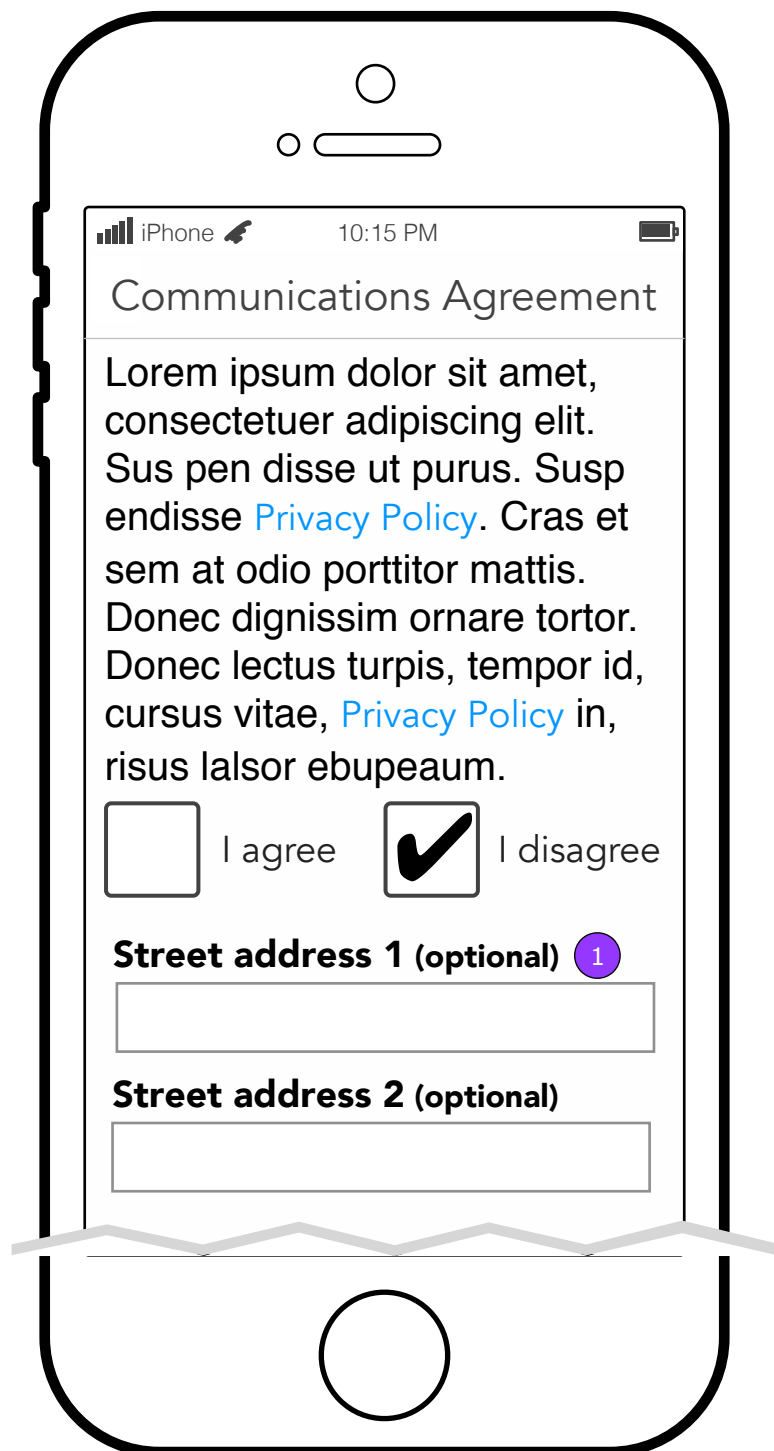 iPhone 10:15 PM
Communications Agreement
Lorem ipsum dolor sit amet,
consectetuer adipiscing elit.
Sus pen disse ut purus. Susp
endisse Privacy Policy. Cras et
sem at odio porttitor mattis.
Donec dignissim ornare tortor.
Donec lectus turpis, tempor id,
cursus vitae, Privacy Policy in,
risus lalsor ebupeaum.
I agree I disagree
Street address 1 (optional) 1
Street address 2 (optional)